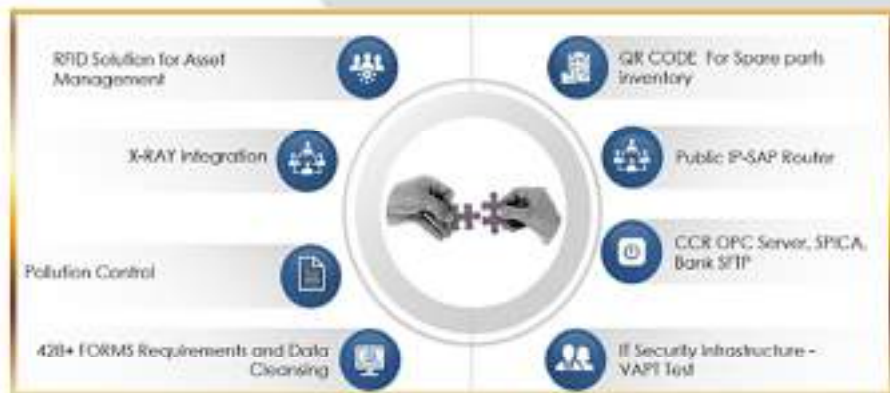 RFID Solution for Asset
Management
X-RAY Integration
Pollution Control
428+ FORMS Requirements and Data
Cleansing
QR CODE For Spare parts
inventory
Public IP-SAP Router
CCR OPC Server, SPICA,
Bank SFTP
IT Security Infrastructure -
VAPT Test